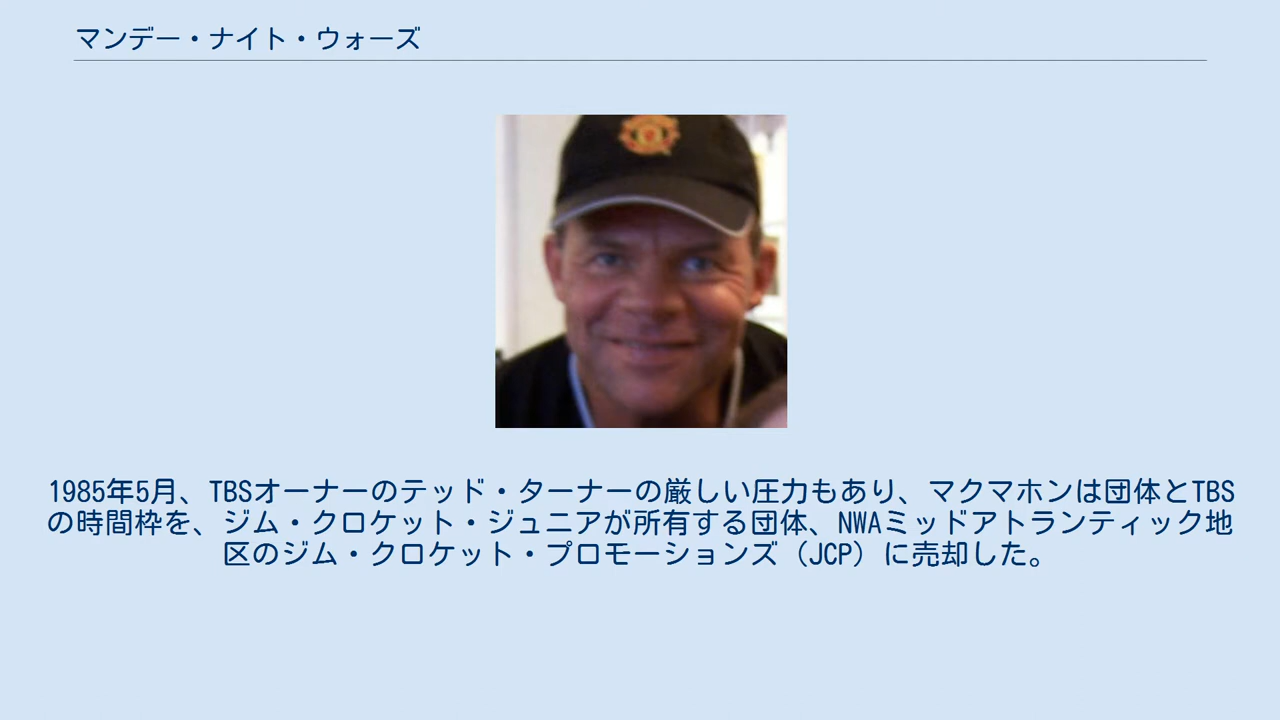 マンデー・ナイト・ウォーズ
1985年5月、TBSオーナーのテッド・ターナーの厳しい圧力もあり、マクマホンは団体とTBS
の時間枠を、ジム・クロケット・ジュニアが所有する団体、NWAミッドアトランティック地
区のジム・クロケット・プロモーションズ（JCP）に売却した。